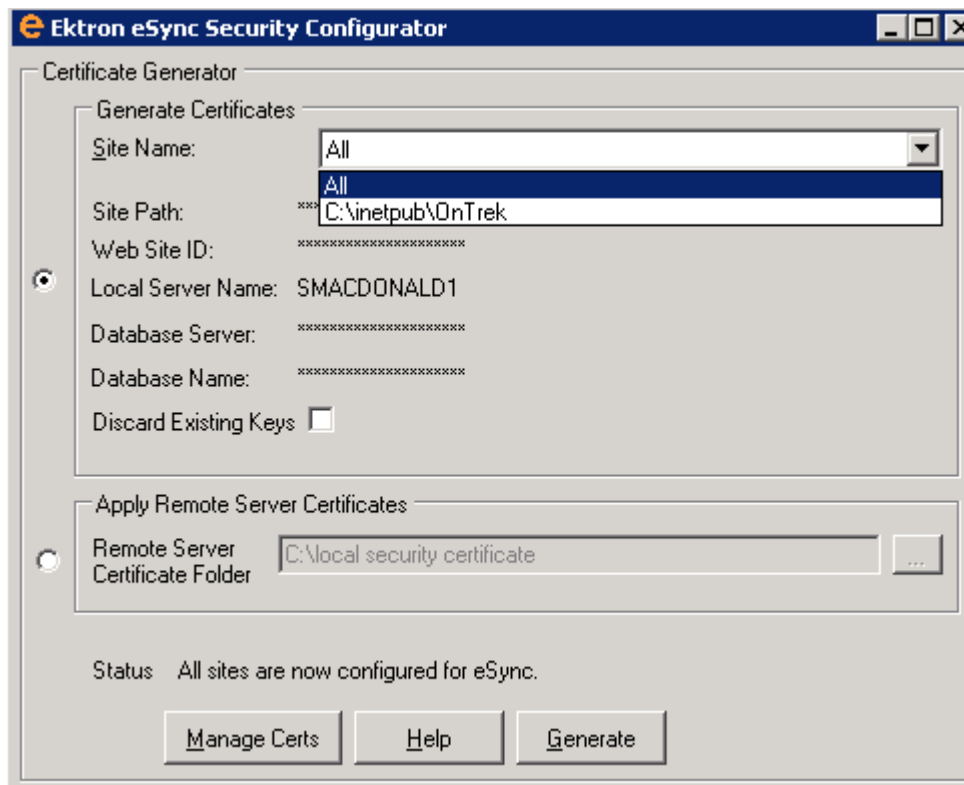 Ektron eSync Security Configurator
Certificate Generator
Generate Certificates
Site Name: All
All
Site Path: *** C:\inetpub\OnTrek
Web Site ID: *********************
Local Server Name: SMACDONALD1
Database Server: *********************
Database Name: *********************
Discard Existing Keys
Apply Remote Server Certificates
Remote Server
Certificate Folder C:\local security certificate ...
Status All sites are now configured for eSync.
Manage Certs Help Generate